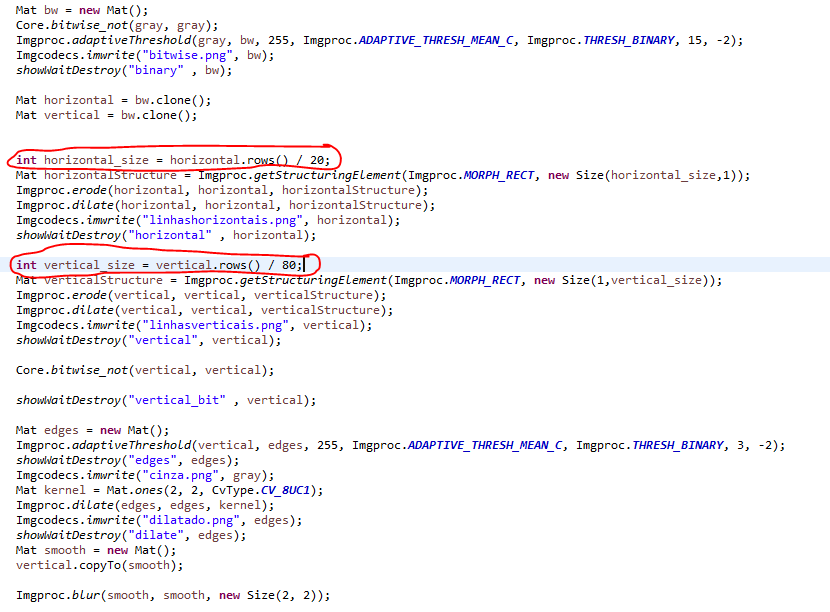 Mat bw = new Mat();
Core.bitwise_not(gray, gray);
Imgproc.adaptiveThreshold(gray, bw, 255, Imgproc.ADAPTIVE_THRESH_MEAN_C, Imgproc.THRESH_BINARY, 15, -2);
Imgcodecs.imwrite("bitwise.png", bw);
showWaitDestroy("binary" , bw);
Mat horizontal = bw.clone();
Mat vertical = bw.clone();
int horizontal_size = horizontal.rows() / 20;
Mat horizontalStructure = Imgproc.getStructuringElement(Imgproc.MORPH_RECT, new Size(horizontal_size,1));
Imgproc.erode(horizontal, horizontal, horizontalStructure);
Imgproc.dilate(horizontal, horizontal, horizontalStructure);
Imgcodecs.imwrite("linhashorizontais.png", horizontal);
showWaitDestroy("horizontal" , horizontal);
int vertical_size = vertical.rows() / 80;
Mat verticalStructure = Imgproc.getStructuringElement(Imgproc.MORPH_RECT, new Size(1,vertical_size));
Imgproc.erode(vertical, vertical, verticalStructure);
Imgproc.dilate(vertical, vertical, verticalStructure);
Imgcodecs.imwrite("linhasverticais.png", vertical);
showWaitDestroy("vertical", vertical);
Core.bitwise_not(vertical, vertical);
showWaitDestroy("vertical_bit" , vertical);
Mat edges = new Mat();
Imgproc.adaptiveThreshold(vertical, edges, 255, Imgproc.ADAPTIVE_THRESH_MEAN_C, Imgproc.THRESH_BINARY, 3, -2);
showWaitDestroy("edges", edges);
Imgcodecs.imwrite("cinza.png", gray);
Mat kernel = Mat.ones(2, 2, CvType.CV_8UC1);
Imgproc.dilate(edges, edges, kernel);
Imgcodecs.imwrite("dilatado.png", edges);
showWaitDestroy("dilate", edges);
Mat smooth = new Mat();
vertical.copyTo(smooth);
Imgproc.blur(smooth, smooth, new Size(2, 2));